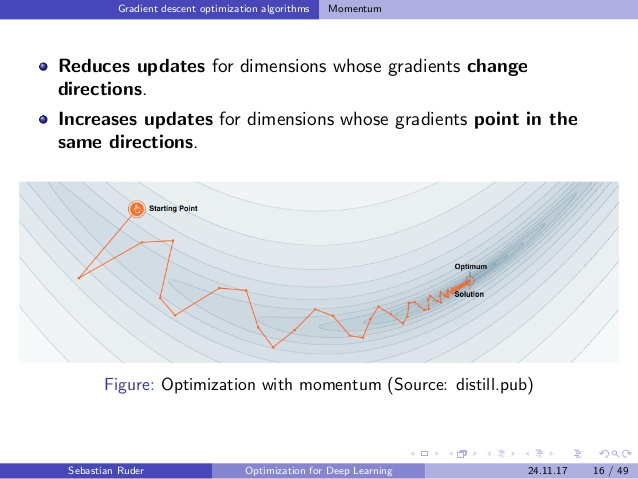 Gradient descent optimization algorithms Momentum
Reduces updates for dimensions whose gradients change
directions.
Increases updates for dimensions whose gradients point in the
same directions.
Starting Point
Optimum
Solution
Figure: Optimization with momentum (Source: distill.pub)
Sebastian Ruder Optimization for Deep Learning 24.11.17 16 / 49